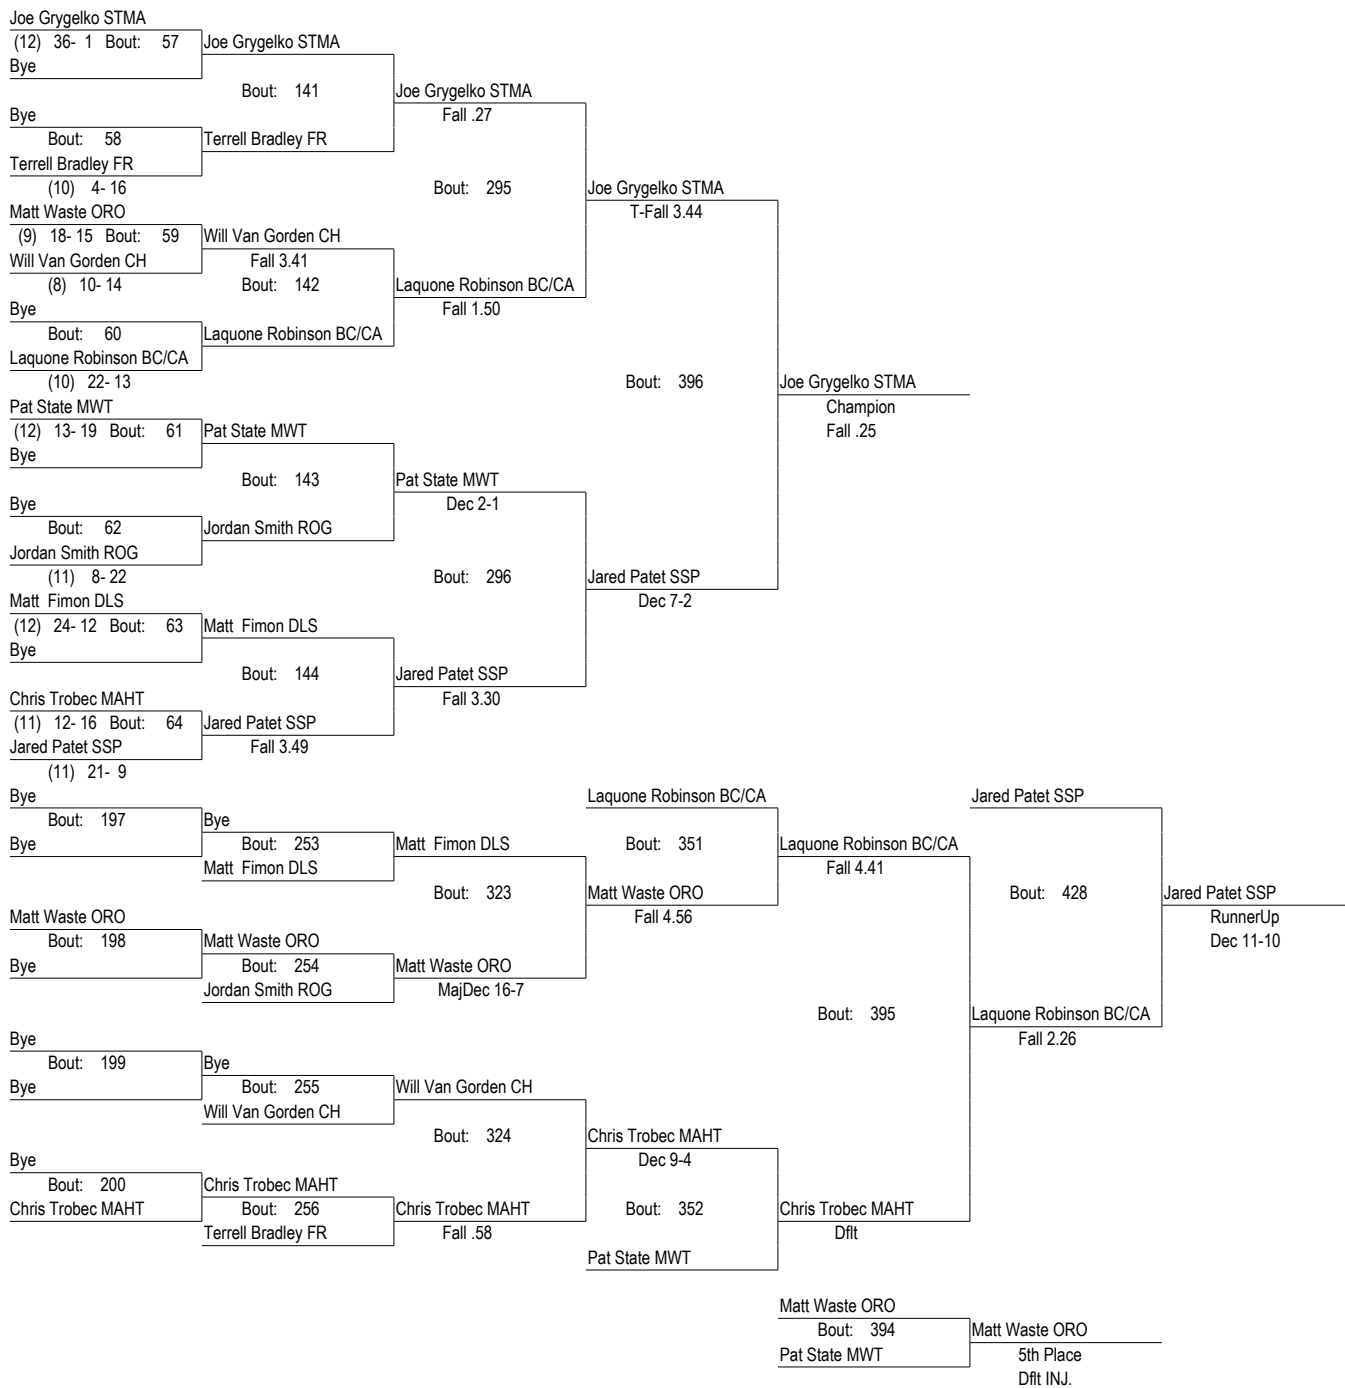 Joe Grygelko STMA
(12) 36- 1 Bout: 57 Joe Grygelko STMA
Bye
Bout: 141 Joe Grygelko STMA
Bye Fall .27
Bout: 58 Terrell Bradley FR
Terrell Bradley FR
(10) 4- 16 Bout: 295 Joe Grygelko STMA
Matt Waste ORO T-Fall 3.44
(9) 18- 15 Bout: 59 Will Van Gorden CH
Will Van Gorden CH Fall 3.41
(8) 10- 14 Bout: 142 Laquone Robinson BC/CA
Bye Fall 1.50
Bout: 60 Laquone Robinson BC/CA
Laquone Robinson BC/CA
(10) 22- 13 Bout: 396 Joe Grygelko STMA
Pat State MWT Champion
(12) 13- 19 Bout: 61 Pat State MWT Fall .25
Bye
Bout: 143 Pat State MWT
Bye Dec 2-1
Bout: 62 Jordan Smith ROG
Jordan Smith ROG
(11) 8- 22 Bout: 296 Jared Patet SSP
Matt Fimon DLS Dec 7-2
(12) 24- 12 Bout: 63 Matt Fimon DLS
Bye
Bout: 144 Jared Patet SSP
Chris Trobec MAHT Fall 3.30
(11) 12- 16 Bout: 64 Jared Patet SSP
Jared Patet SSP Fall 3.49
(11) 21- 9
Bye Laquone Robinson BC/CA Jared Patet SSP
Bout: 197 Bye
Bye Bout: 253 Matt Fimon DLS Bout: 351 Laquone Robinson BC/CA
Matt Fimon DLS Fall 4.41
Bout: 323 Matt Waste ORO Bout: 428 Jared Patet SSP
Matt Waste ORO Fall 4.56 RunnerUp
Bout: 198 Matt Waste ORO Dec 11-10
Bye Bout: 254 Matt Waste ORO
Jordan Smith ROG MajDec 16-7
Bout: 395 Laquone Robinson BC/CA
Bye Fall 2.26
Bout: 199 Bye
Bye Bout: 255 Will Van Gorden CH
Will Van Gorden CH
Bout: 324 Chris Trobec MAHT
Bye Dec 9-4
Bout: 200 Chris Trobec MAHT
Chris Trobec MAHT Bout: 256 Chris Trobec MAHT Bout: 352 Chris Trobec MAHT
Terrell Bradley FR Fall .58 Dflt
Pat State MWT
Matt Waste ORO
Bout: 394 Matt Waste ORO
Pat State MWT 5th Place
Dflt INJ.